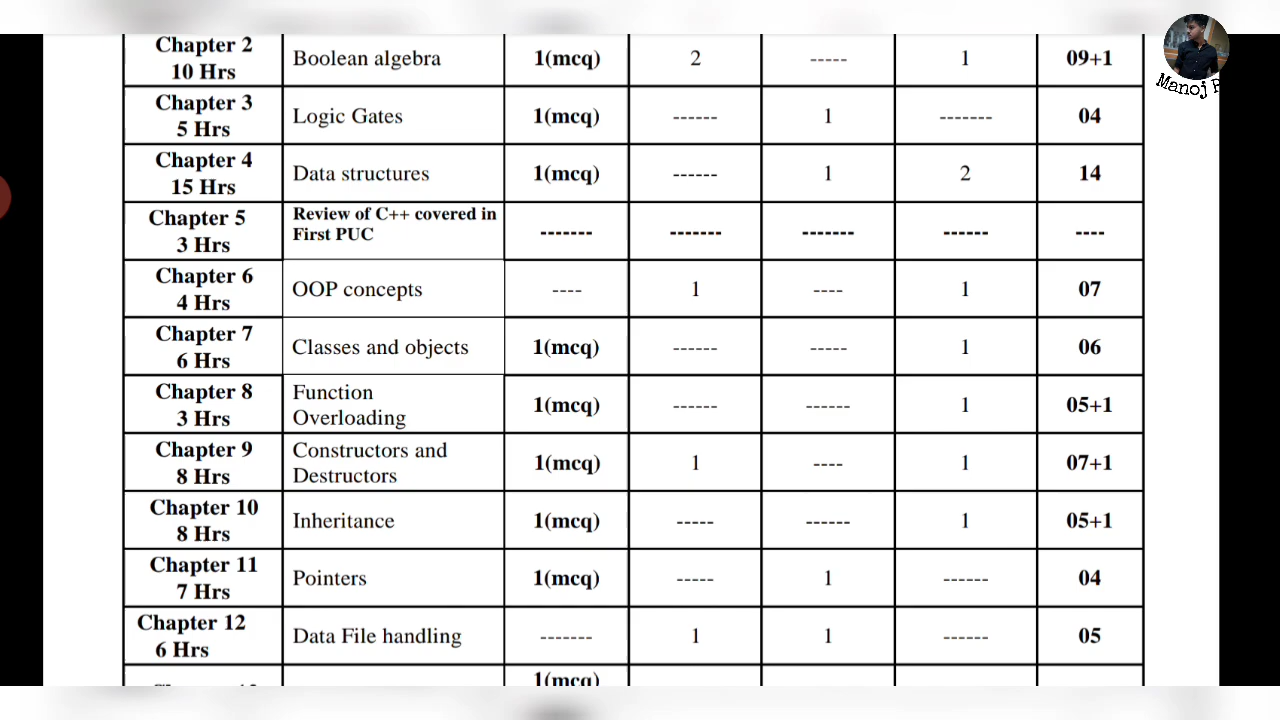 Chapter 2
10 Hrs
Boolean algebra
1(mcq)
2
-----
1
09+1
Chapter 3
5 Hrs
Logic Gates
1(mcq)
------
1
-------
04
Chapter 4
15 Hrs
Data structures
1(mcq)
------
1
2
14
Chapter 5
3 Hrs
Review of C++ covered in
First PUC
-------
-------
-------
------
----
Chapter 6
4 Hrs
OOP concepts
----
1
----
1
07
Chapter 7
6 Hrs
Classes and objects
1(mcq)
------
-----
1
06
Chapter 8
3 Hrs
Function
Overloading
1(mcq)
------
------
1
05+1
Chapter 9
8 Hrs
Constructors and
Destructors
1(mcq)
1
----
1
07+1
Chapter 10
8 Hrs
Inheritance
1(mcq)
-----
------
1
05+1
Chapter 11
7 Hrs
Pointers
1(mcq)
-----
1
------
04
Chapter 12
6 Hrs
Data File handling
-------
1
1
------
05
1(mcq)
Manoj